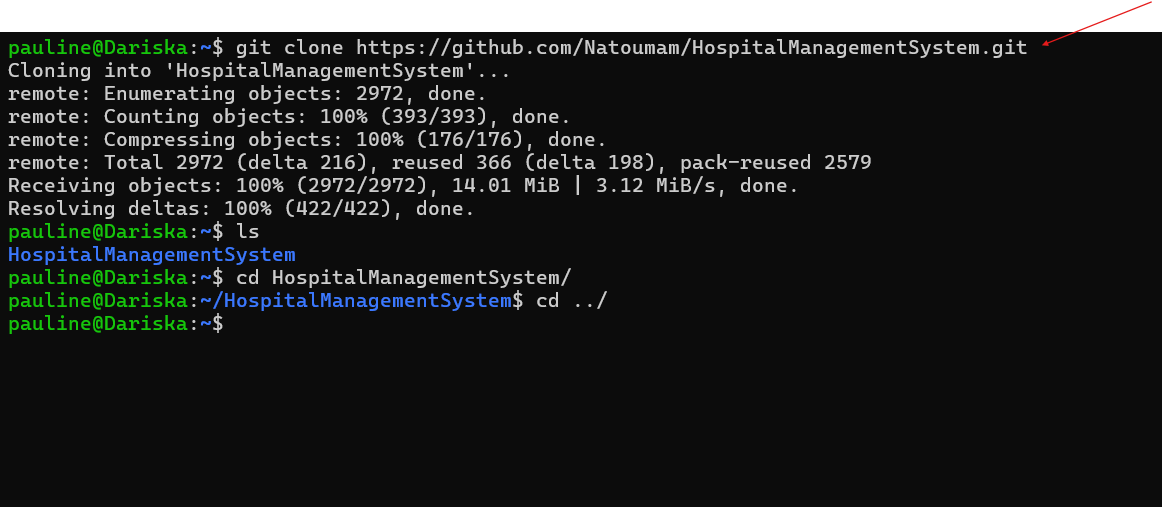 pauline@Dariska:~$ git clone https://github.com/Natoumam/HospitalManagementSystem.git
Cloning into 'HospitalManagementSystem'...
remote: Enumerating objects: 2972, done.
remote: Counting objects: 100% (393/393), done.
remote: Compressing objects: 100% (176/176), done.
remote: Total 2972 (delta 216), reused 366 (delta 198), pack-reused 2579
Receiving objects: 100% (2972/2972), 14.01 MiB | 3.12 MiB/s, done.
Resolving deltas: 100% (422/422), done.
pauline@Dariska:~$ ls
HospitalManagementSystem
pauline@Dariska:~$ cd HospitalManagementSystem/
pauline@Dariska:~/HospitalManagementSystem$ cd ../
pauline@Dariska:~$